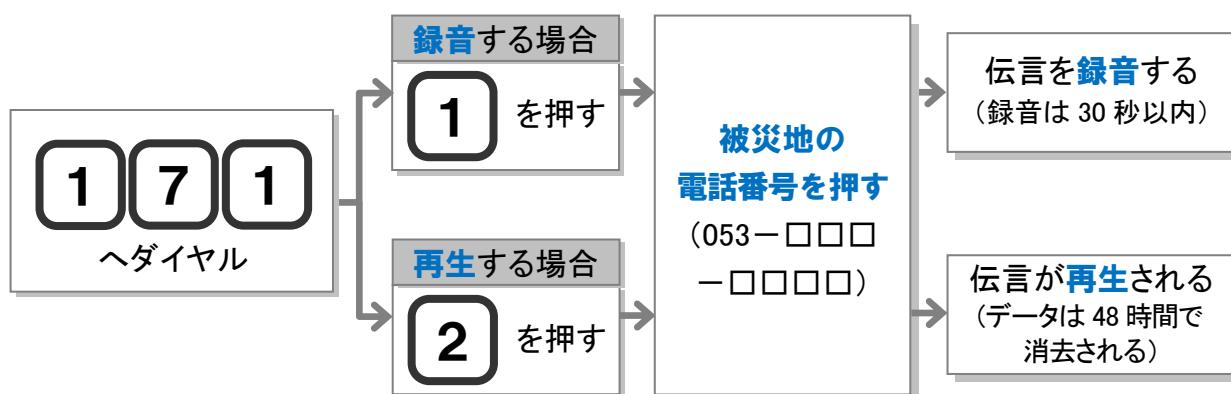 171
へダイヤル
録音する場合
1 を押す
再生する場合
2 を押す
被災地の
電話番号を押す
（053－□□□
－□□□□）
伝言を録音する
（録音は 30 秒以内）
伝言が再生される
（データは 48 時間で
消去される）